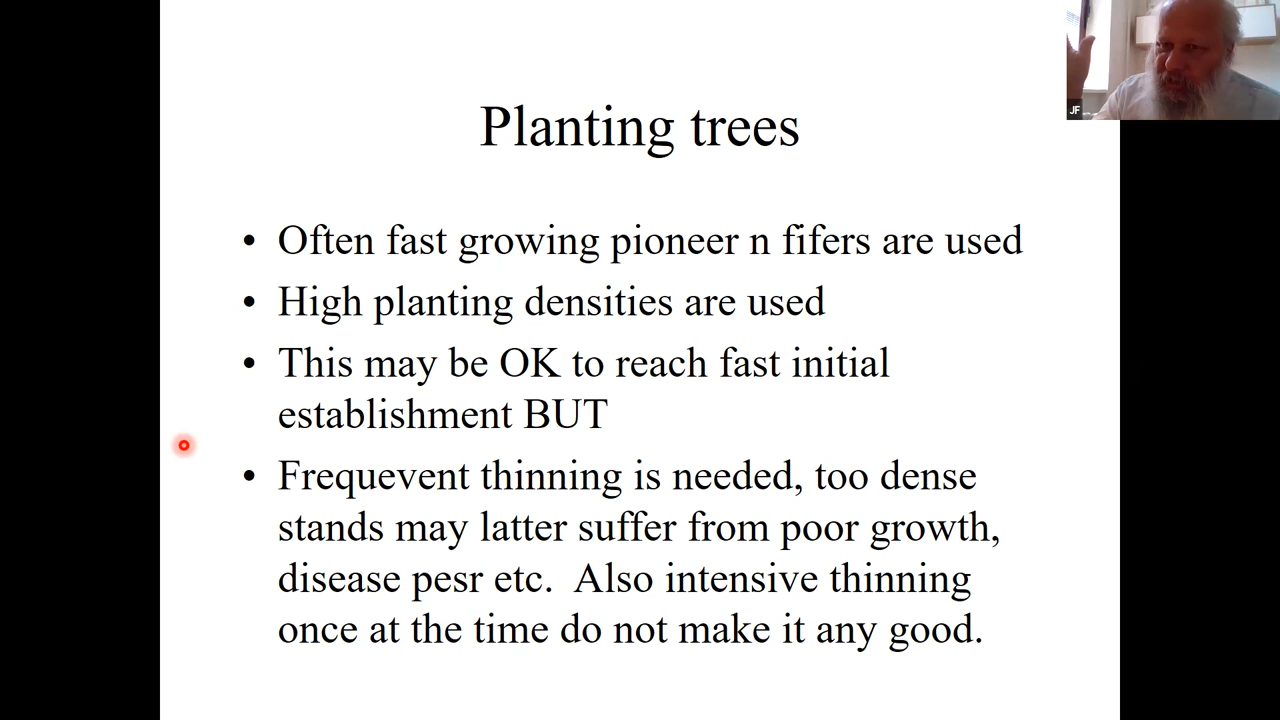 Planting trees
• Often fast growing pioneer n fifers are used
• High planting densities are used
• This may be OK to reach fast initial
establishment BUT
• Frequevent thinning is needed, too dense
stands may latter suffer from poor growth,
disease pesr etc.  Also intensive thinning
once at the time do not make it any good.
JF